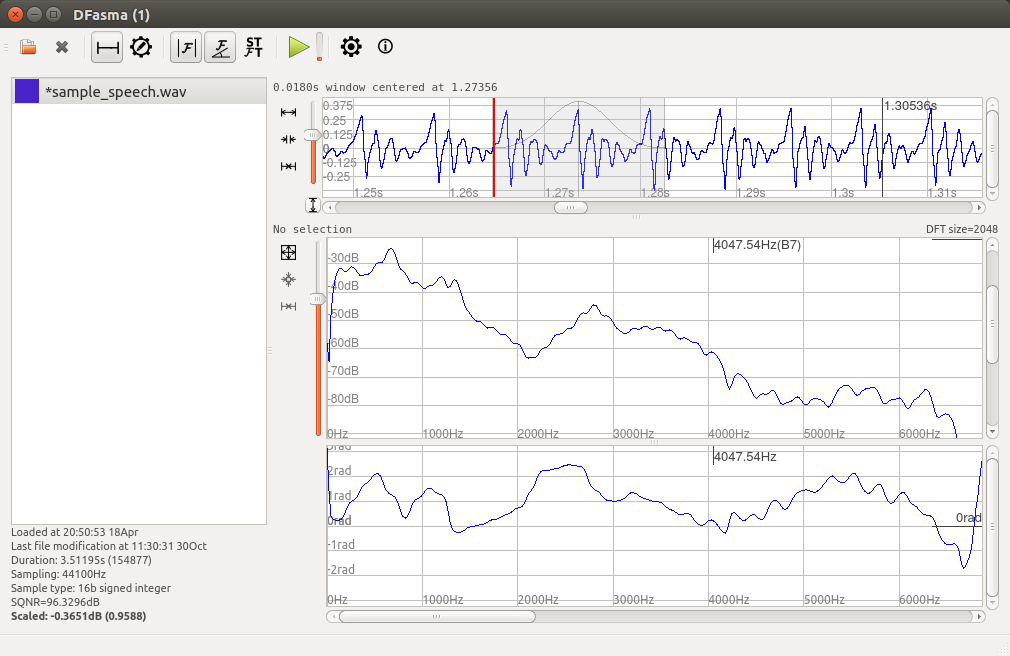 DFasma (1)
|F| F ST FT
*sample_speech.wav
0.0180s window centered at 1.27356
0.375
0.25
0.125
0
-0.125
-0.25
1.30536s
1.25s 1.26s 1.27s 1.28s 1.29s 1.3s 1.31s
No selection DFT size=2048
4047.54Hz(B7)
-30dB
-40dB
-50dB
-60dB
-70dB
-80dB
0Hz 1000Hz 2000Hz 3000Hz 4000Hz 5000Hz 6000Hz
3rad
4047.54Hz
2rad
1rad
0rad 0rad
-1rad
-2rad
0Hz 1000Hz 2000Hz 3000Hz 4000Hz 5000Hz 6000Hz
Loaded at 20:50:53 18Apr
Last file modification at 11:30:31 30Oct
Duration: 3.51195s (154877)
Sampling: 44100Hz
Sample type: 16b signed integer
SQNR=96.3296dB
Scaled: -0.3651dB (0.9588)